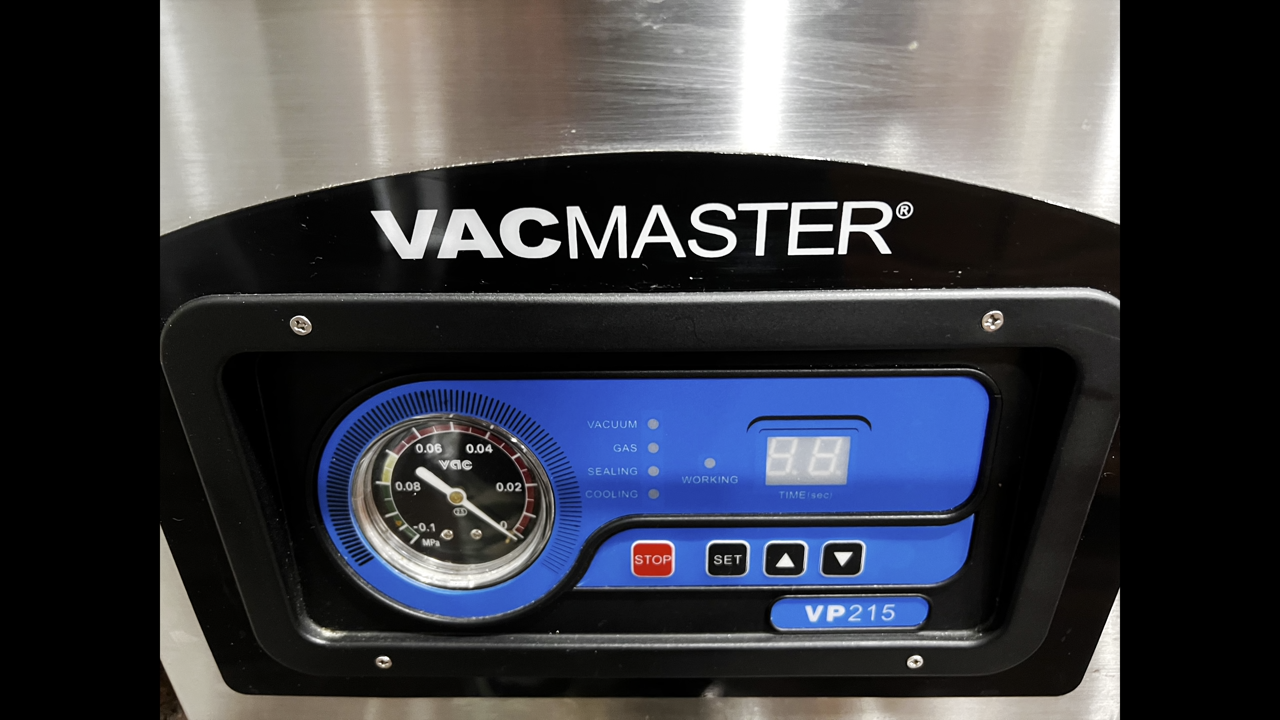 VACMASTER®
VACUUM
GAS
SEALING
COOLING
WORKING
TIME(sec)
0.06 0.04
vac
0.08 0.02
-0.1 0
MPa
STOP SET
VP215